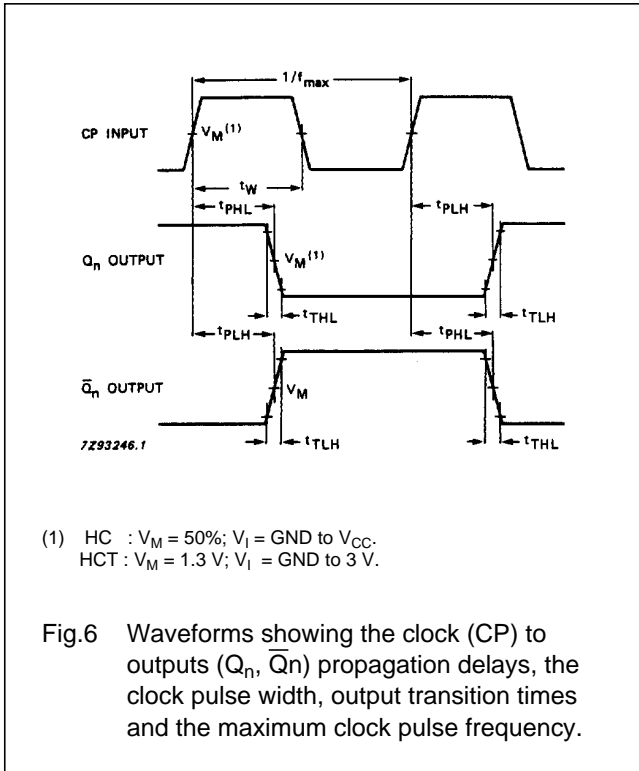 1/fmax
CP INPUT
VM(1)
tW
tPHL
tPLH
Qn OUTPUT
VM(1)
tTHL
tTLH
tPLH
tPHL
Q̅n OUTPUT
VM
7Z93246.1
tTLH
tTHL
(1) HC : VM = 50%; VI = GND to VCC.
HCT : VM = 1.3 V; VI = GND to 3 V.
Fig.6 Waveforms showing the clock (CP) to
outputs (Qn, Q̅n) propagation delays, the
clock pulse width, output transition times
and the maximum clock pulse frequency.